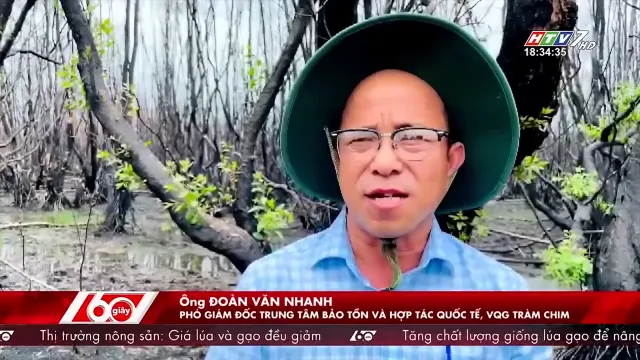 HTV7 HD
18:34:35
60 giây
Ông ĐOÀN VĂN NHANH
PHÓ GIÁM ĐỐC TRUNG TÂM BẢO TỒN VÀ HỢP TÁC QUỐC TẾ, VQG TRÀM CHIM
Thị trường nông sản: Giá lúa và gạo đều giảm 60 giây Tăng chất lượng giống lúa gạo để nâng